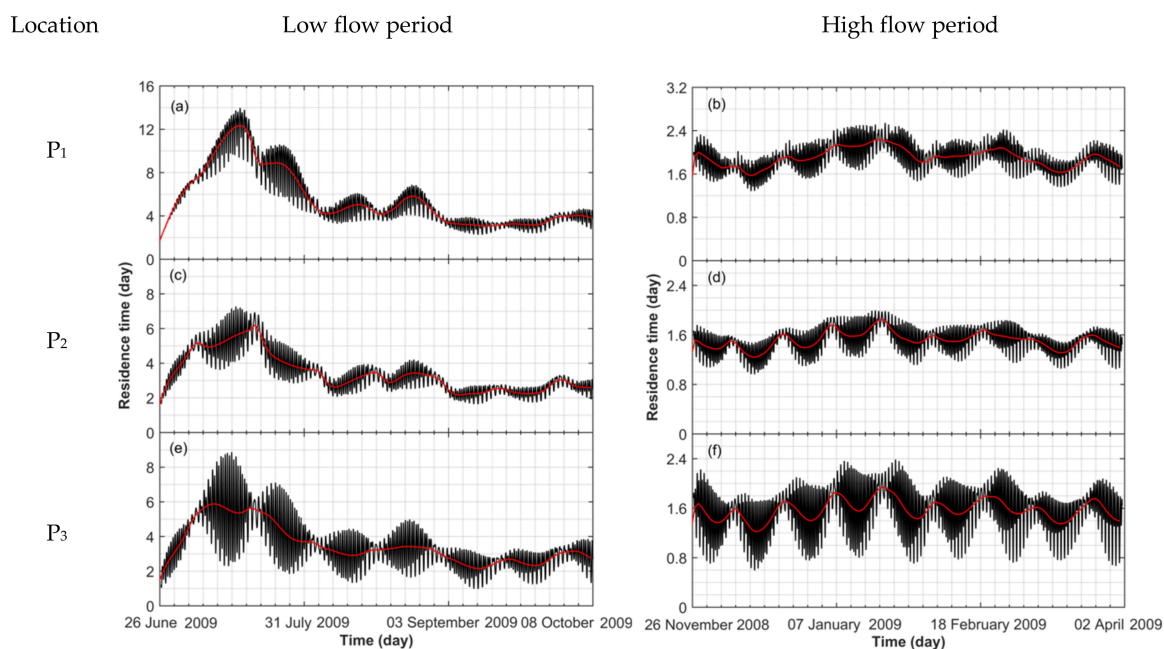 Location Low flow period High flow period
P1
(a)
16
12
8
4
0
(b)
3.2
2.4
1.6
0.8
0
P2
Residence time (day)
(c)
8
6
4
2
0
Residence time (day)
(d)
2.4
1.6
0.8
0
P3
(e)
8
6
4
2
0
(f)
2.4
1.6
0.8
0
26 June 2009 31 July 2009 03 September 2009 08 October 2009
Time (day)
26 November 2008 07 January 2009 18 February 2009 02 April 2009
Time (day)